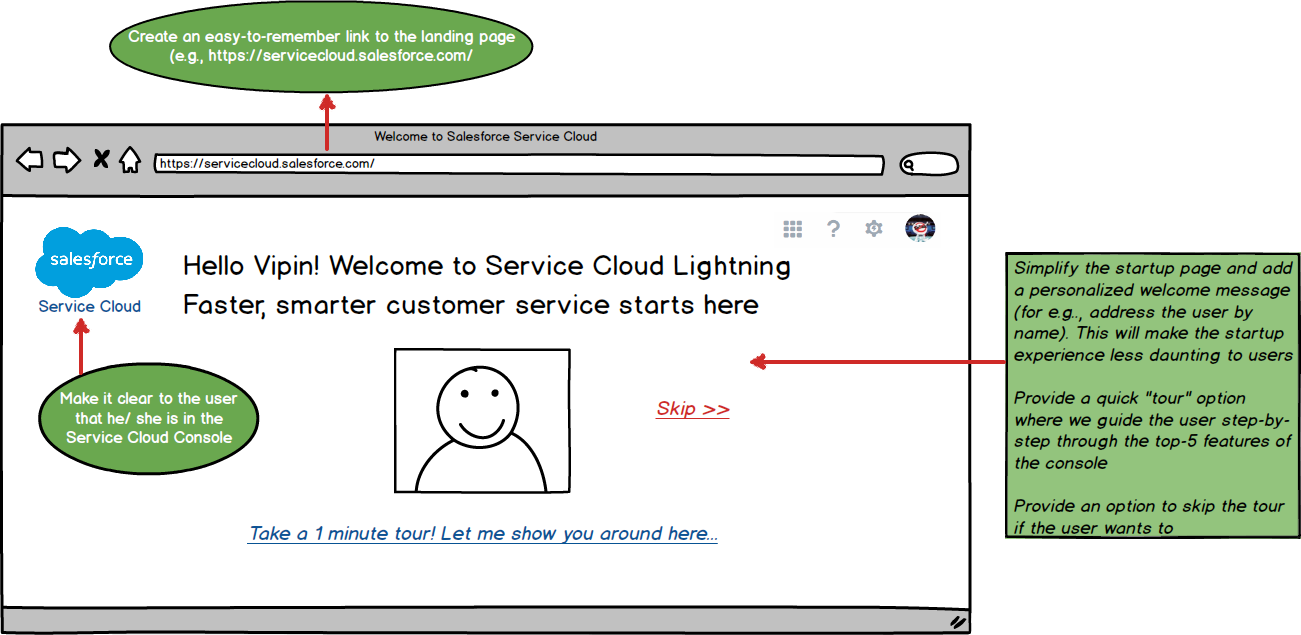 Create an easy-to-remember link to the landing page
(e.g., https://servicecloud.salesforce.com/
Welcome to Salesforce Service Cloud
https://servicecloud.salesforce.com/
?
salesforce
Service Cloud
Hello Vipin! Welcome to Service Cloud Lightning
Faster, smarter customer service starts here
Make it clear to the user
that he/ she is in the
Service Cloud Console
Skip >>
Take a 1 minute tour! Let me show you around here...
Simplify the startup page and add
a personalized welcome message
(for e.g.., address the user by
name). This will make the startup
experience less daunting to users
Provide a quick "tour" option
where we guide the user step-by-
step through the top-5 features of
the console
Provide an option to skip the tour
if the user wants to